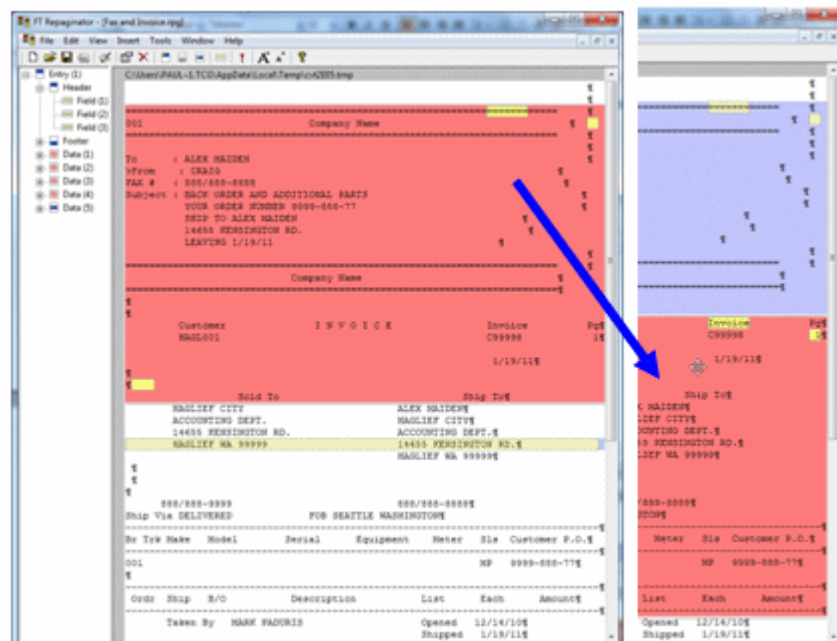 FT Repaginator - [Fax and Invoice.rpg]
File Edit View Insert Tools Window Help
Entry (1)
Header
Field (1)
Field (2)
Field (3)
Footer
Data (1)
Data (2)
Data (3)
Data (4)
Data (5)
001 Company Name ¶
To : ALEX MAIDEN ¶
>From : CRAIG ¶
FAX # : 888/888-8888 ¶
Subject : BACK ORDER AND ADDITIONAL PARTS ¶
YOUR ORDER NUMBER 9999-888-77 ¶
SHIP TO ALEX MAIDEN ¶
14655 KENSINGTON RD. ¶
LEAVING 1/19/11 ¶
Company Name ¶
Customer I N V O I C E Invoice Pg¶
MAGL001 C99998 1¶
1/19/11¶
Sold To Ship To¶
MAGLIEF CITY ALEX MAIDEN¶
ACCOUNTING DEPT. MAGLIEF CITY¶
14655 KENSINGTON RD. ACCOUNTING DEPT.¶
MAGLIEF WA 99999 14655 KENSINGTON RD.¶
MAGLIEF WA 99999¶
888/888-9999 888/888-8888¶
Ship Via DELIVERED FOB SEATTLE WASHINGTON¶
Br Trk Make Model Serial Equipment Meter Sls Customer P.O.¶
001 MP 9999-888-77¶
Ordr Ship B/O Description List Each Amount¶
Taken By MARK PADURIS Opened 12/14/10¶
Shipped 1/19/11¶
Invoice Pg¶
C99998 1¶
1/19/11¶
Ship To¶
X MAIDEN¶
LIEF CITY¶
OUNTING DEPT.¶
55 KENSINGTON RD.¶
LIEF WA 99999¶
/888-8888¶
TON¶
Meter Sls Customer P.O.¶
MP 9999-888-77¶
List Each Amount¶
Opened 12/14/10¶
Shipped 1/19/11¶